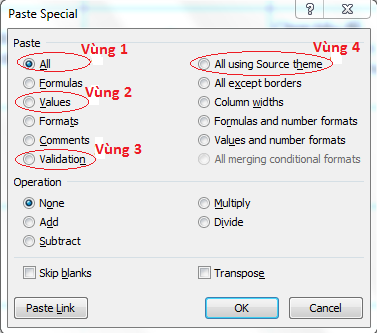 Paste Special
Paste
Vùng 1
Vùng 4
All
All using Source theme
Formulas
All except borders
Vùng 2
Values
Column widths
Formats
Formulas and number formats
Comments
Values and number formats
Vùng 3
Validation
All merging conditional formats
Operation
None
Multiply
Add
Divide
Subtract
Skip blanks
Transpose
Paste Link
OK
Cancel